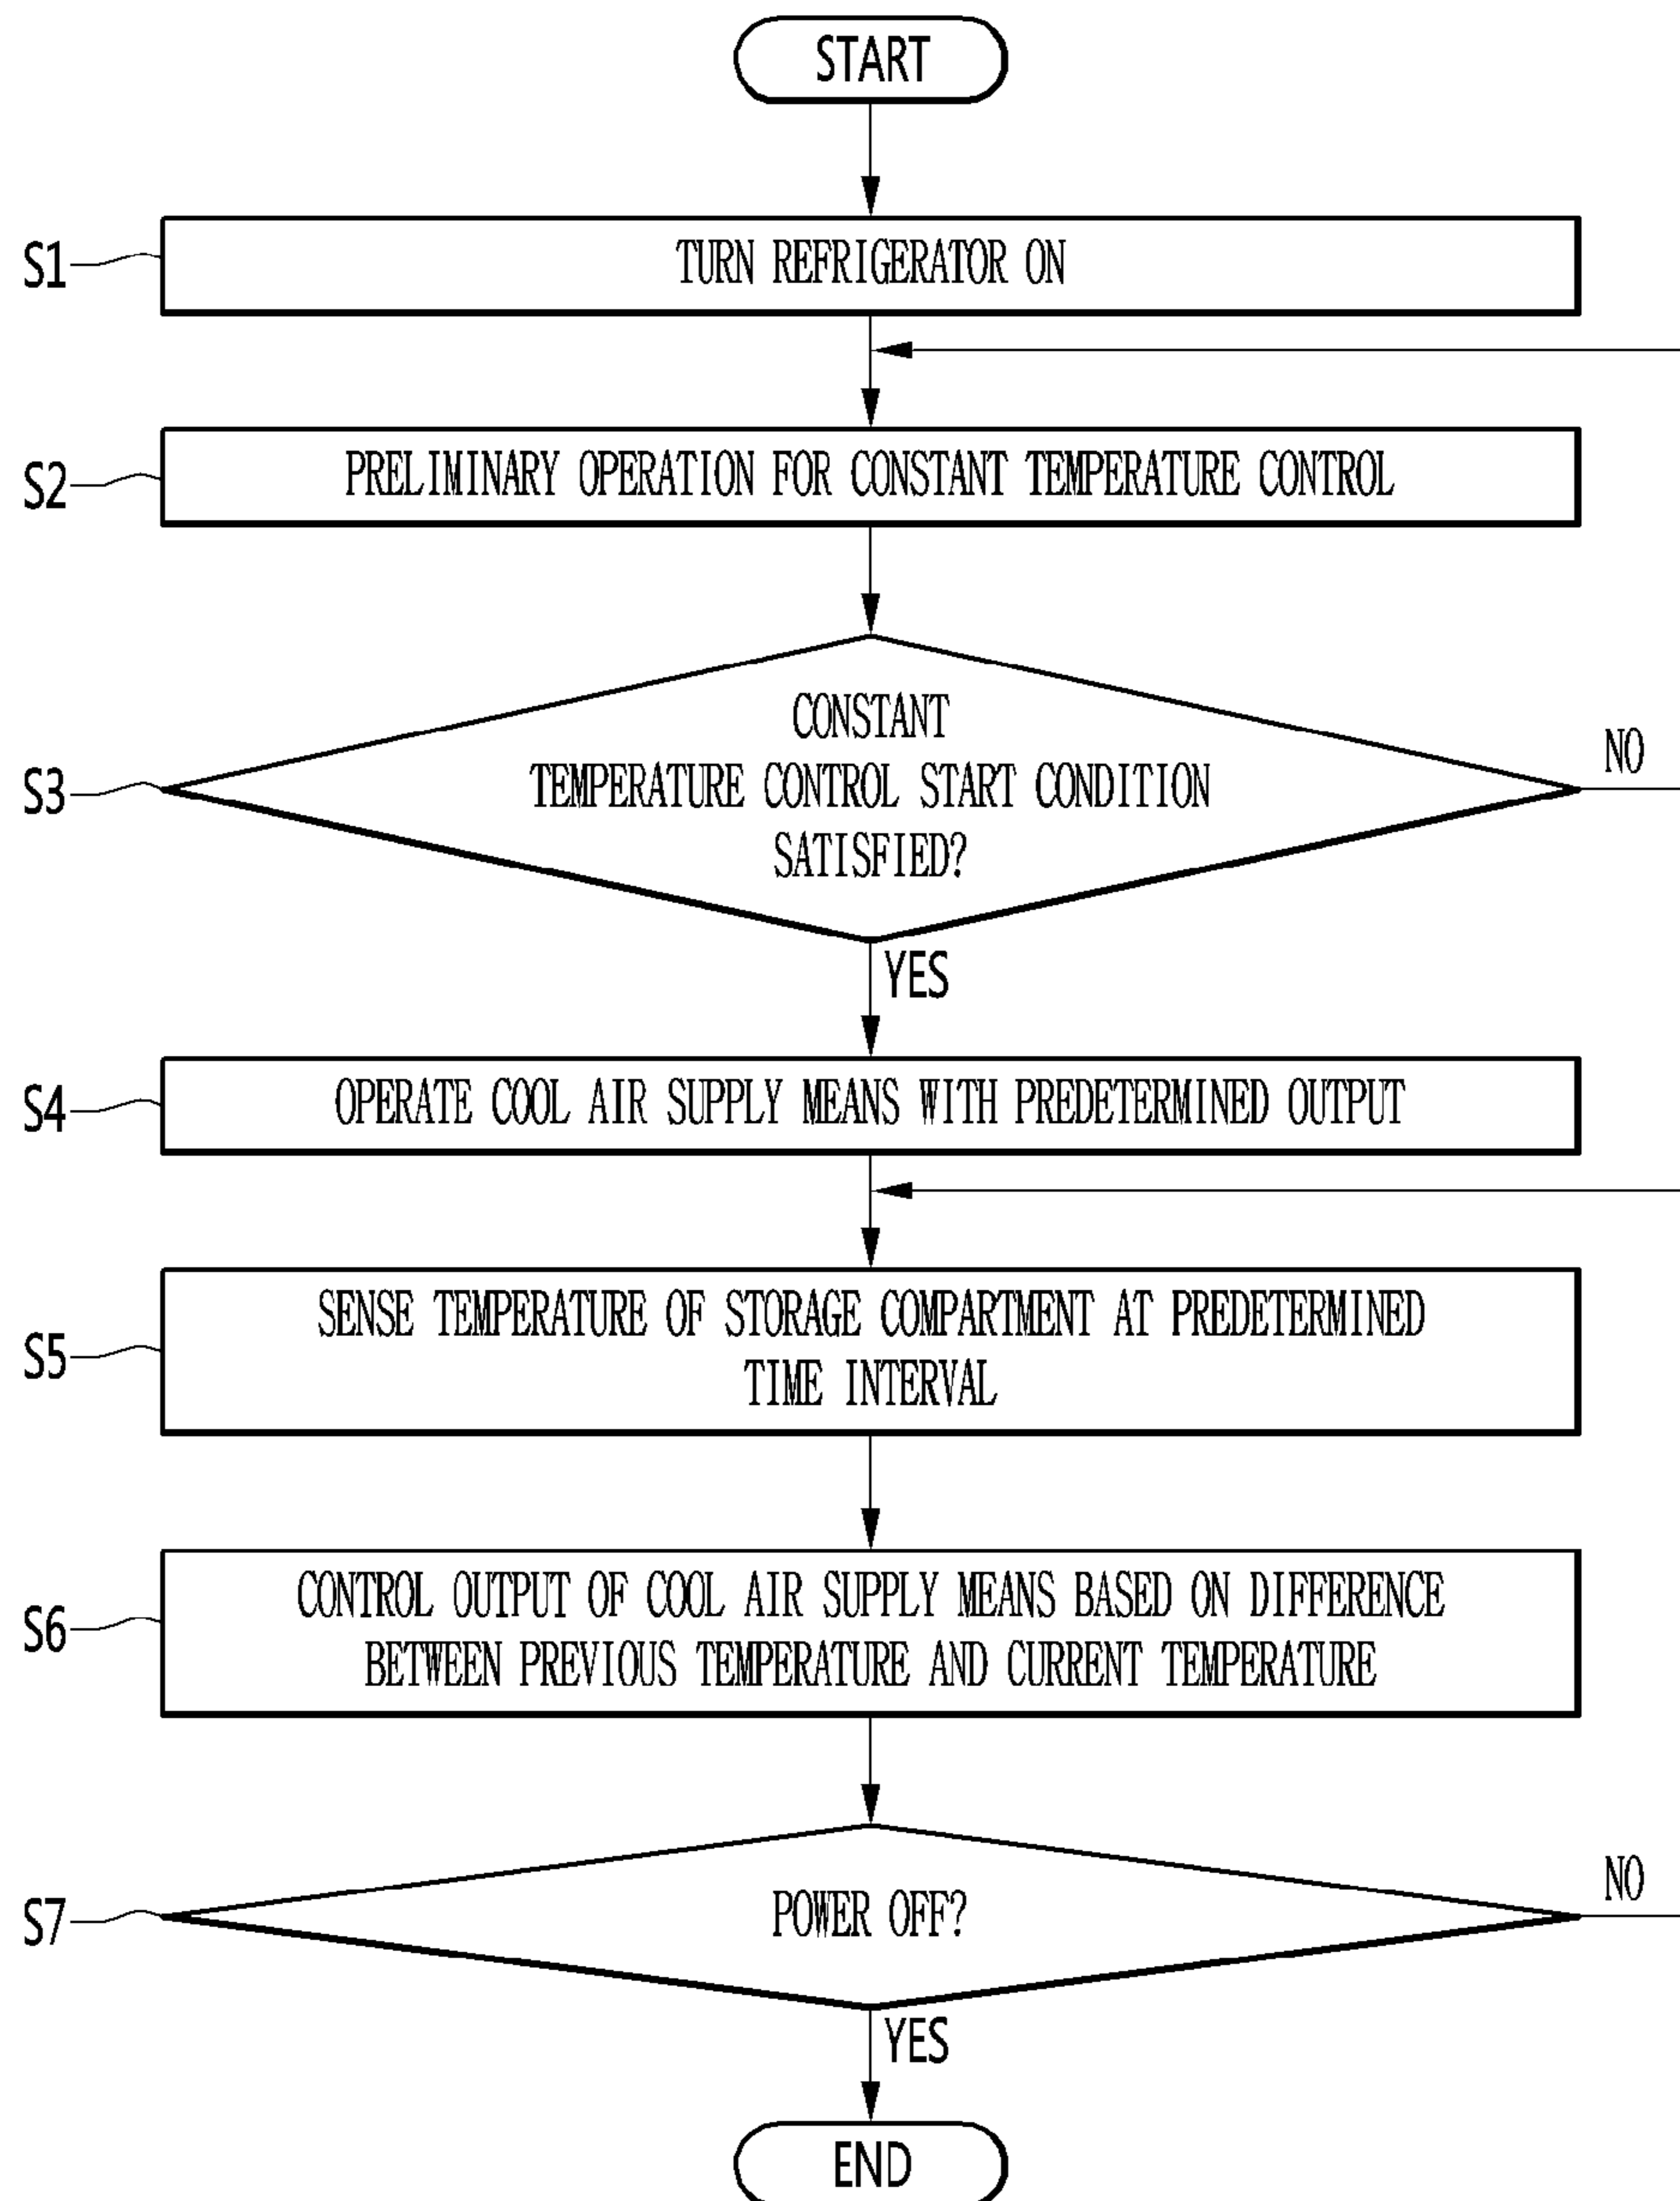 START
S1
TURN REFRIGERATOR ON
S2
PRELIMINARY OPERATION FOR CONSTANT TEMPERATURE CONTROL
S3
CONSTANT
TEMPERATURE CONTROL START CONDITION
SATISFIED?
NO
YES
S4
OPERATE COOL AIR SUPPLY MEANS WITH PREDETERMINED OUTPUT
S5
SENSE TEMPERATURE OF STORAGE COMPARTMENT AT PREDETERMINED
TIME INTERVAL
S6
CONTROL OUTPUT OF COOL AIR SUPPLY MEANS BASED ON DIFFERENCE
BETWEEN PREVIOUS TEMPERATURE AND CURRENT TEMPERATURE
S7
POWER OFF?
NO
YES
END